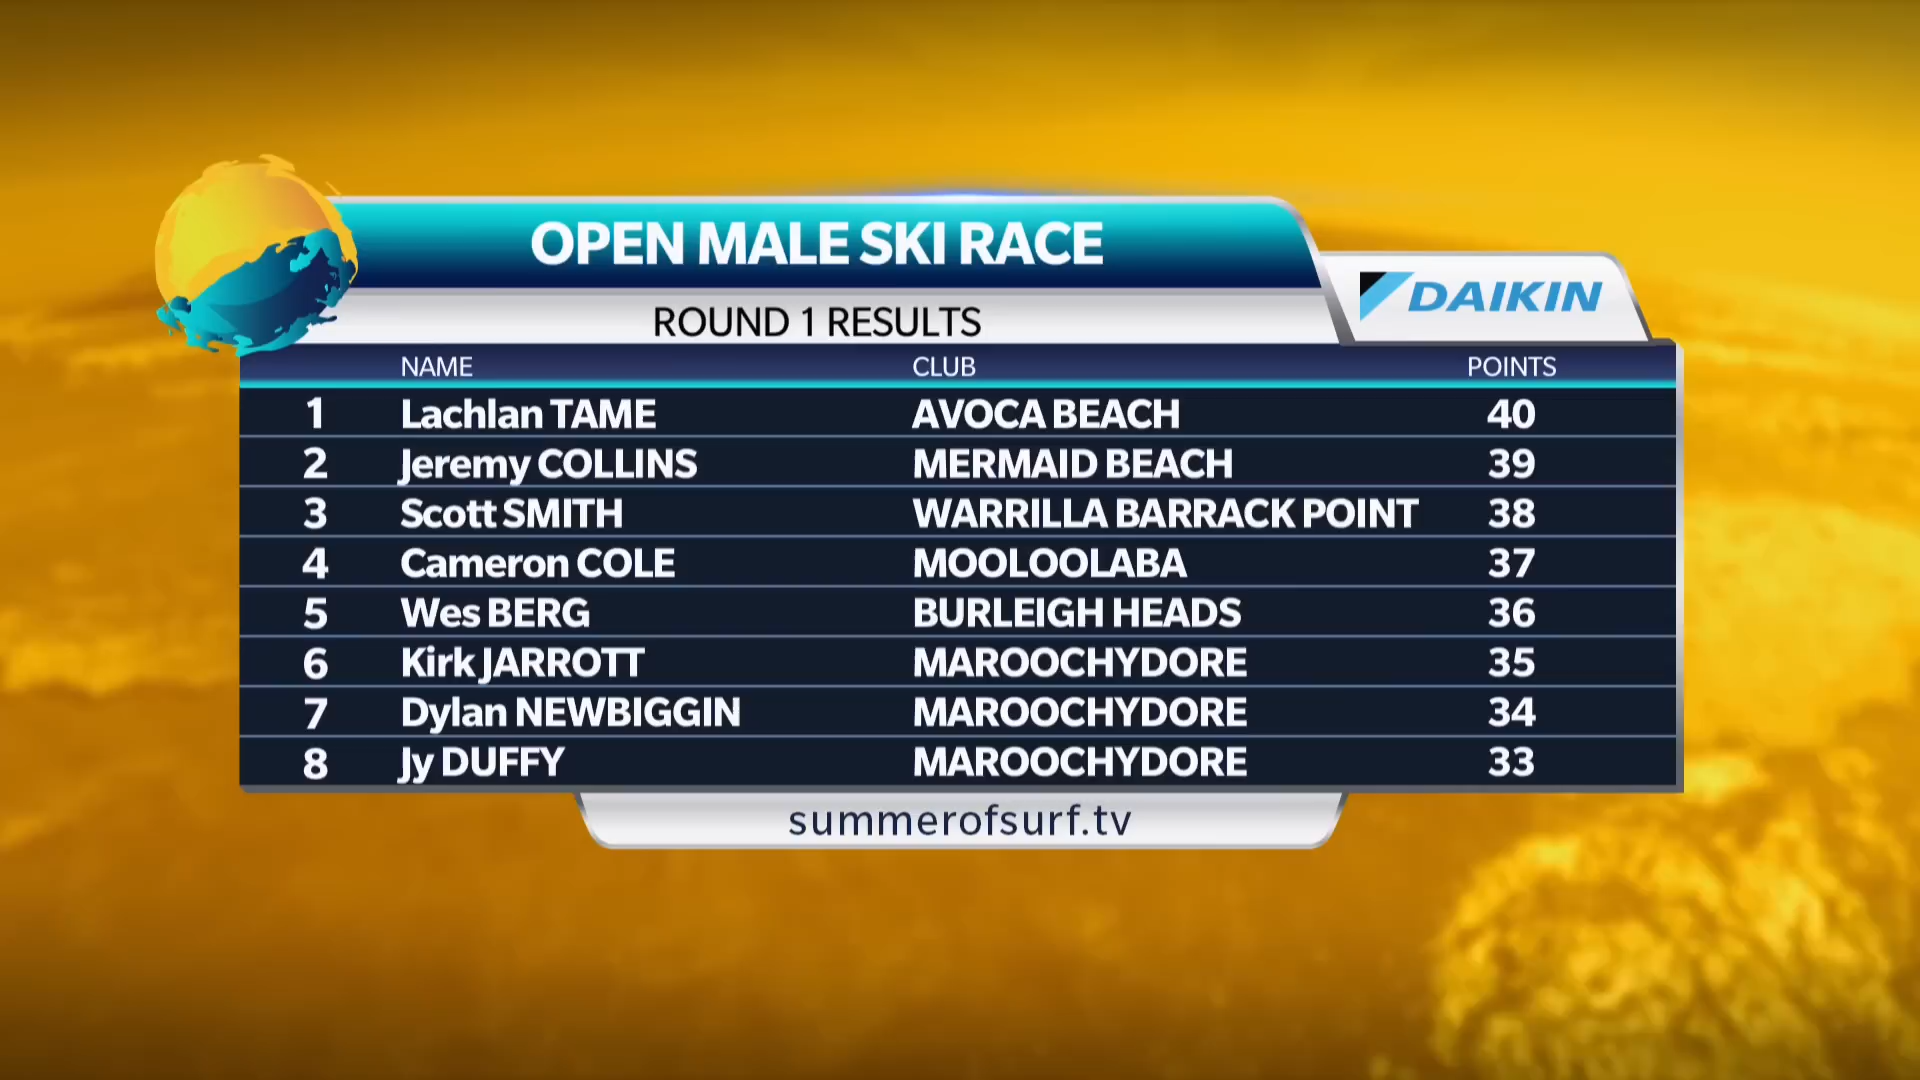 OPEN MALE SKI RACE
DAIKIN
ROUND 1 RESULTS
NAME CLUB POINTS
1 Lachlan TAME AVOCA BEACH 40
2 Jeremy COLLINS MERMAID BEACH 39
3 Scott SMITH WARRILLA BARRACK POINT 38
4 Cameron COLE MOOLOOLABA 37
5 Wes BERG BURLEIGH HEADS 36
6 Kirk JARROTT MAROOCHYDORE 35
7 Dylan NEWBIGGIN MAROOCHYDORE 34
8 Jy DUFFY MAROOCHYDORE 33
summerofsurf.tv